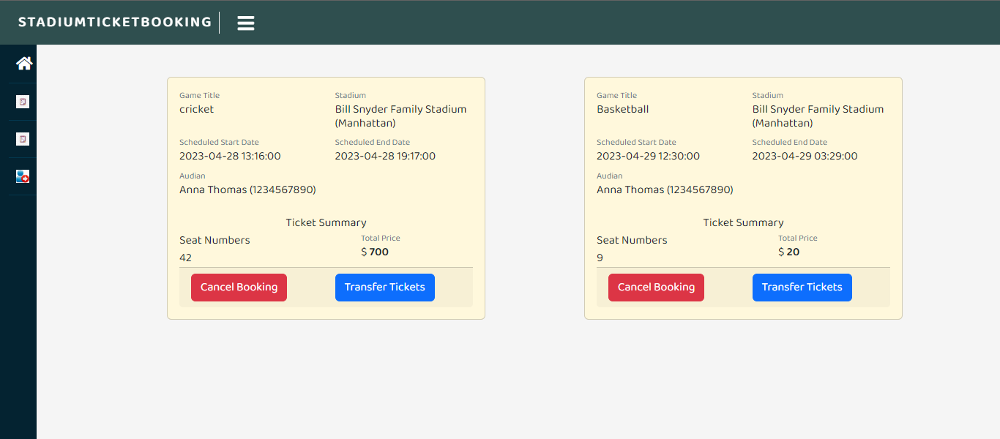 STADIUMTICKETBOOKING
Game Title
cricket
Stadium
Bill Snyder Family Stadium
(Manhattan)
Scheduled Start Date
2023-04-28 13:16:00
Scheduled End Date
2023-04-28 19:17:00
Audian
Anna Thomas (1234567890)
Ticket Summary
Seat Numbers
42
Total Price
$ 700
Cancel Booking
Transfer Tickets
Game Title
Basketball
Stadium
Bill Snyder Family Stadium
(Manhattan)
Scheduled Start Date
2023-04-29 12:30:00
Scheduled End Date
2023-04-29 03:29:00
Audian
Anna Thomas (1234567890)
Ticket Summary
Seat Numbers
9
Total Price
$ 20
Cancel Booking
Transfer Tickets